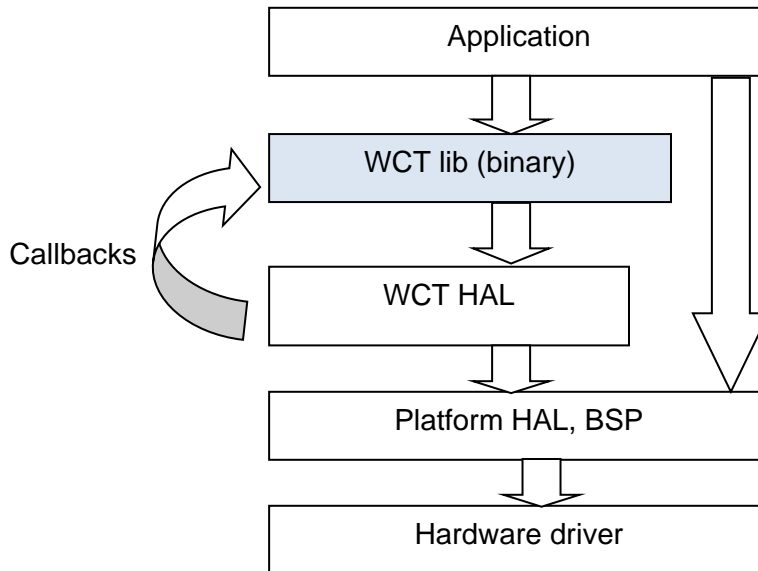 Application
WCT lib (binary)
Callbacks
WCT HAL
Platform HAL, BSP
Hardware driver